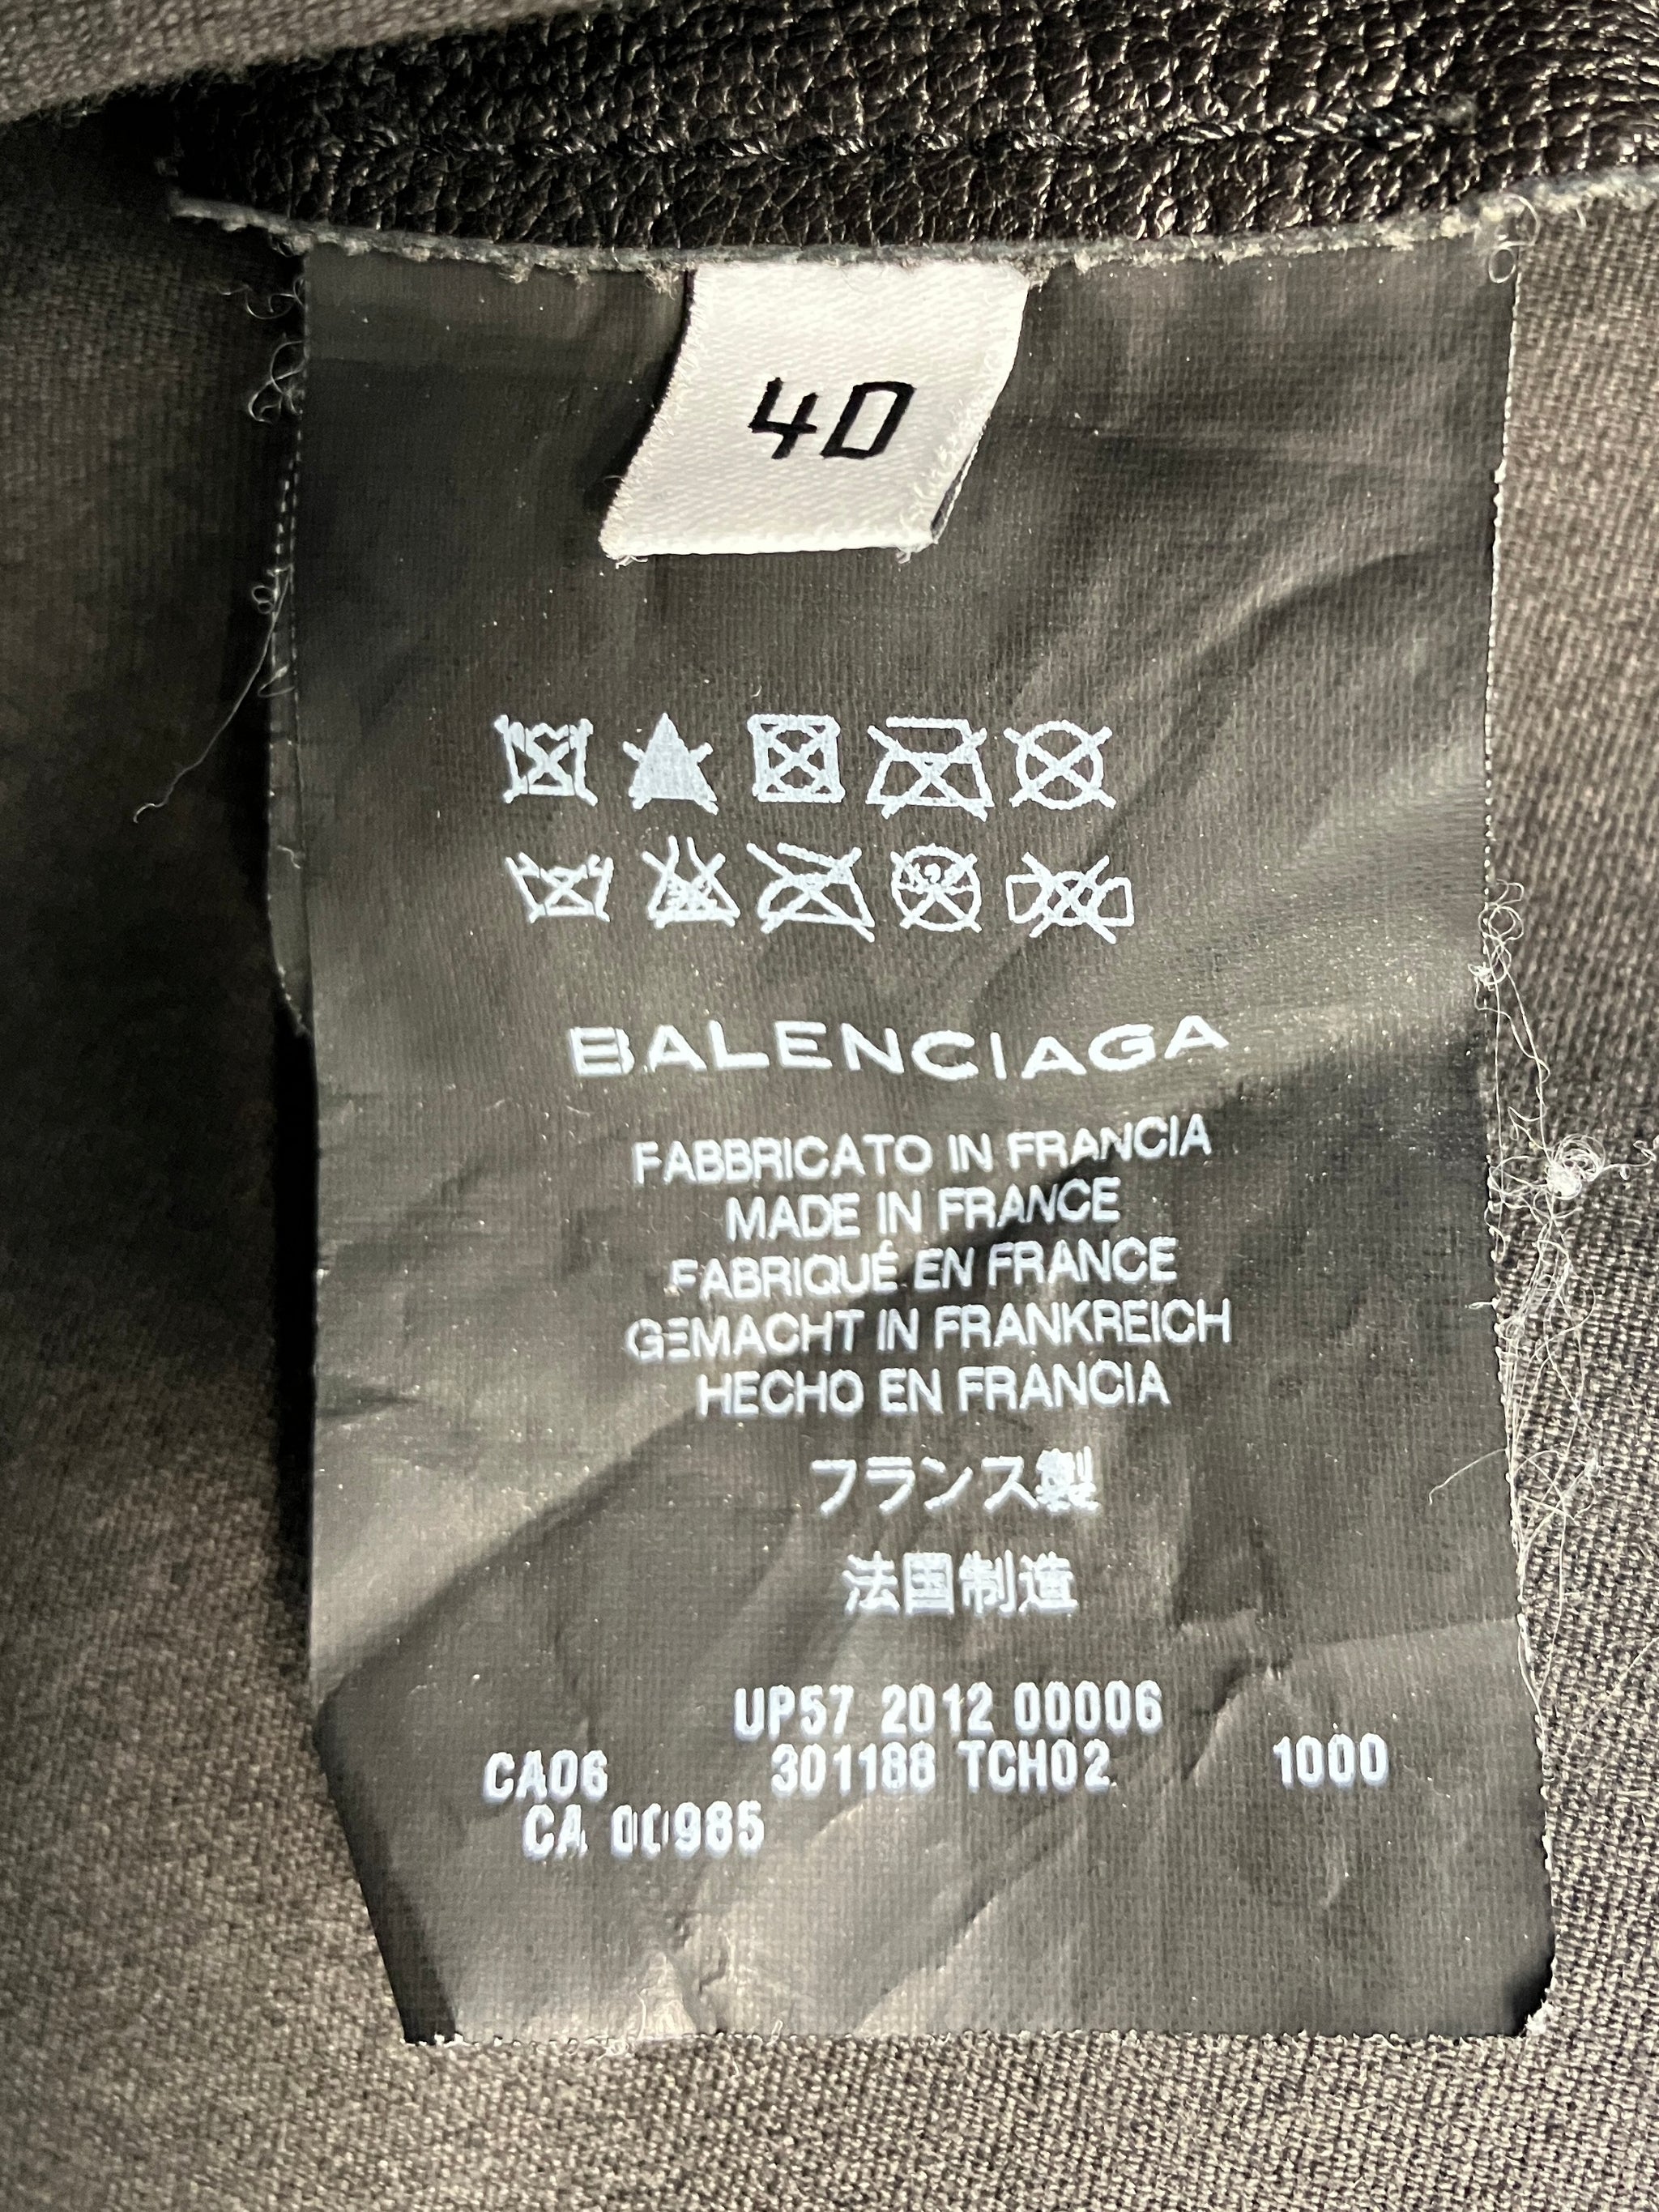 40
BALENCIAGA
FABBRICATO IN FRANCIA
MADE IN FRANCE
FABRIQUÉ EN FRANCE
GEMACHT IN FRANKREICH
HECHO EN FRANCIA
フランス製
法国制造
UP57 2012 00006
CA06 301188 TCH02 1000
CA 00985